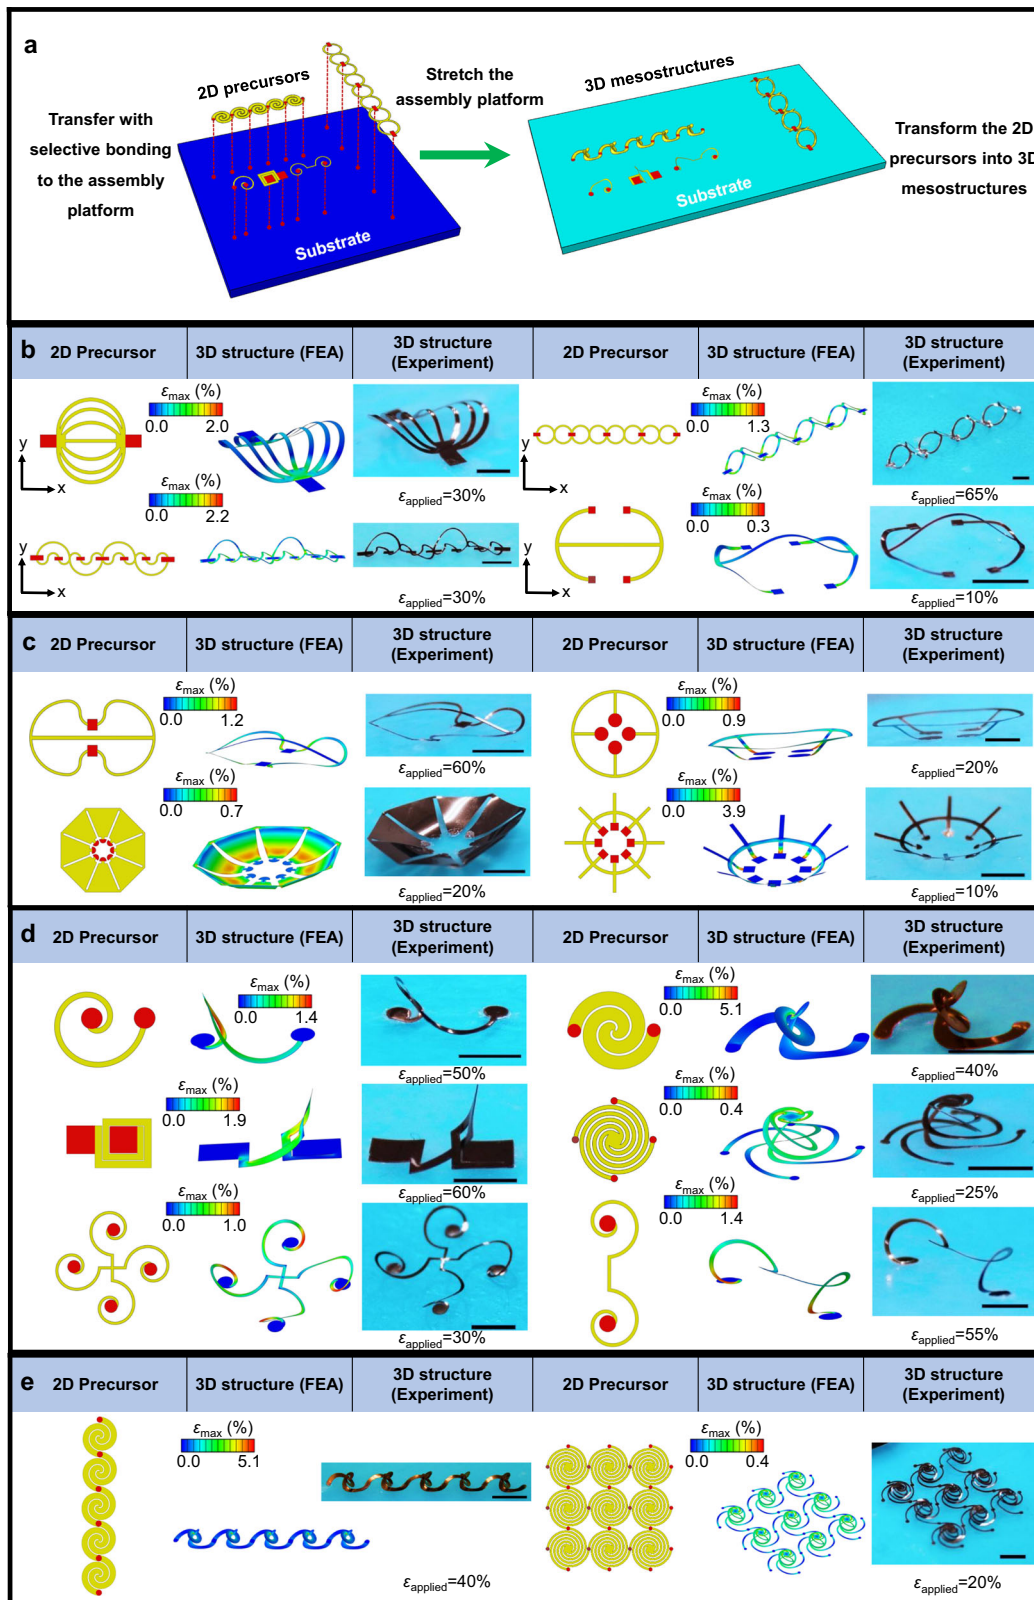 a
2D precursors
Transfer with
selective bonding
to the assembly
platform
Substrate
Stretch the
assembly platform
3D mesostructures
Substrate
Transform the 2D
precursors into 3D
mesostructures
b
2D Precursor
3D structure (FEA)
3D structure
(Experiment)
2D Precursor
3D structure (FEA)
3D structure
(Experiment)
y
x
εmax (%)
0.0 2.0
εapplied=30%
εmax (%)
0.0 1.3
εapplied=65%
y
x
εmax (%)
0.0 2.2
εapplied=30%
y
x
εmax (%)
0.0 0.3
εapplied=10%
c
2D Precursor
3D structure (FEA)
3D structure
(Experiment)
2D Precursor
3D structure (FEA)
3D structure
(Experiment)
εmax (%)
0.0 1.2
εapplied=60%
εmax (%)
0.0 0.9
εapplied=20%
εmax (%)
0.0 0.7
εapplied=20%
εmax (%)
0.0 3.9
εapplied=10%
d
2D Precursor
3D structure (FEA)
3D structure
(Experiment)
2D Precursor
3D structure (FEA)
3D structure
(Experiment)
εmax (%)
0.0 1.4
εapplied=50%
εmax (%)
0.0 5.1
εapplied=40%
εmax (%)
0.0 1.9
εapplied=60%
εmax (%)
0.0 0.4
εapplied=25%
εmax (%)
0.0 1.0
εapplied=30%
εmax (%)
0.0 1.4
εapplied=55%
e
2D Precursor
3D structure (FEA)
3D structure
(Experiment)
2D Precursor
3D structure (FEA)
3D structure
(Experiment)
εmax (%)
0.0 5.1
εapplied=40%
εmax (%)
0.0 0.4
εapplied=20%